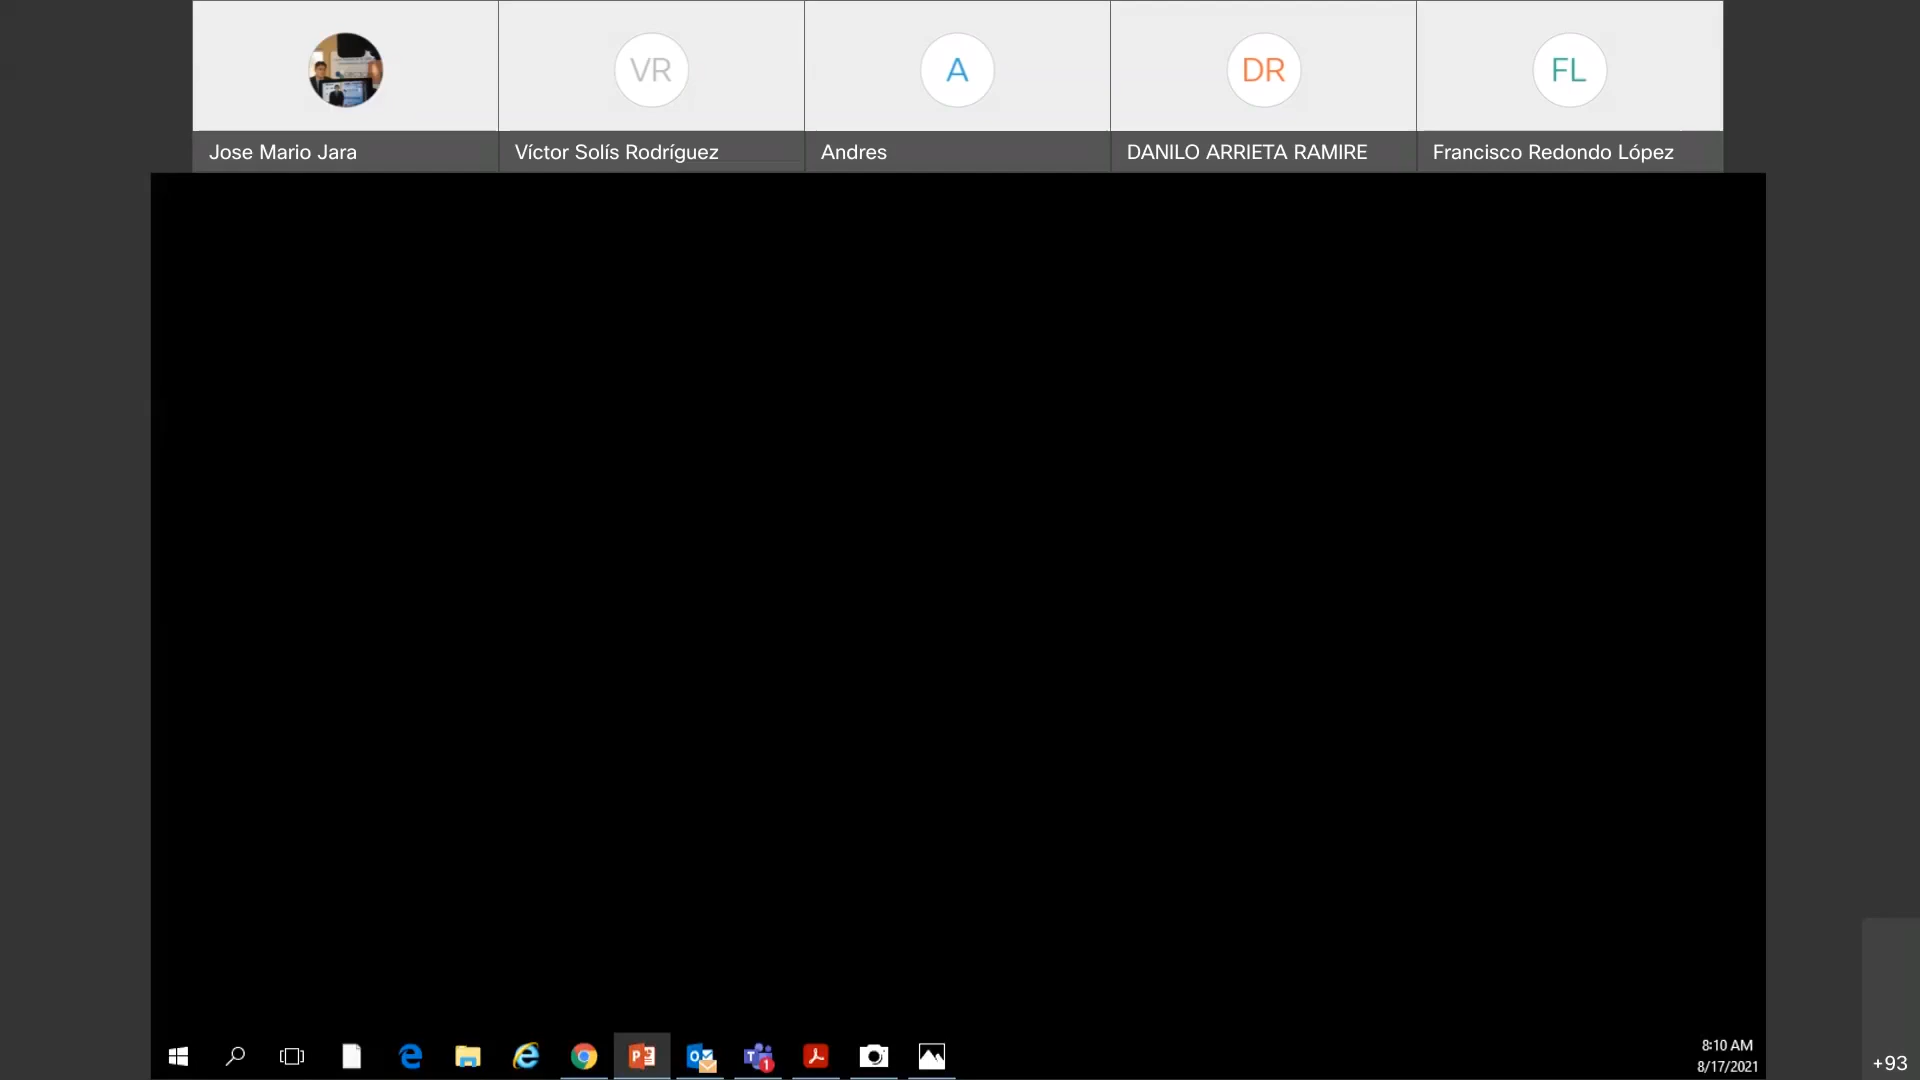 VR
A
DR
FL
Jose Mario Jara
Víctor Solís Rodríguez
Andres
DANILO ARRIETA RAMIRE
Francisco Redondo López
8:10 AM
8/17/2021
+93